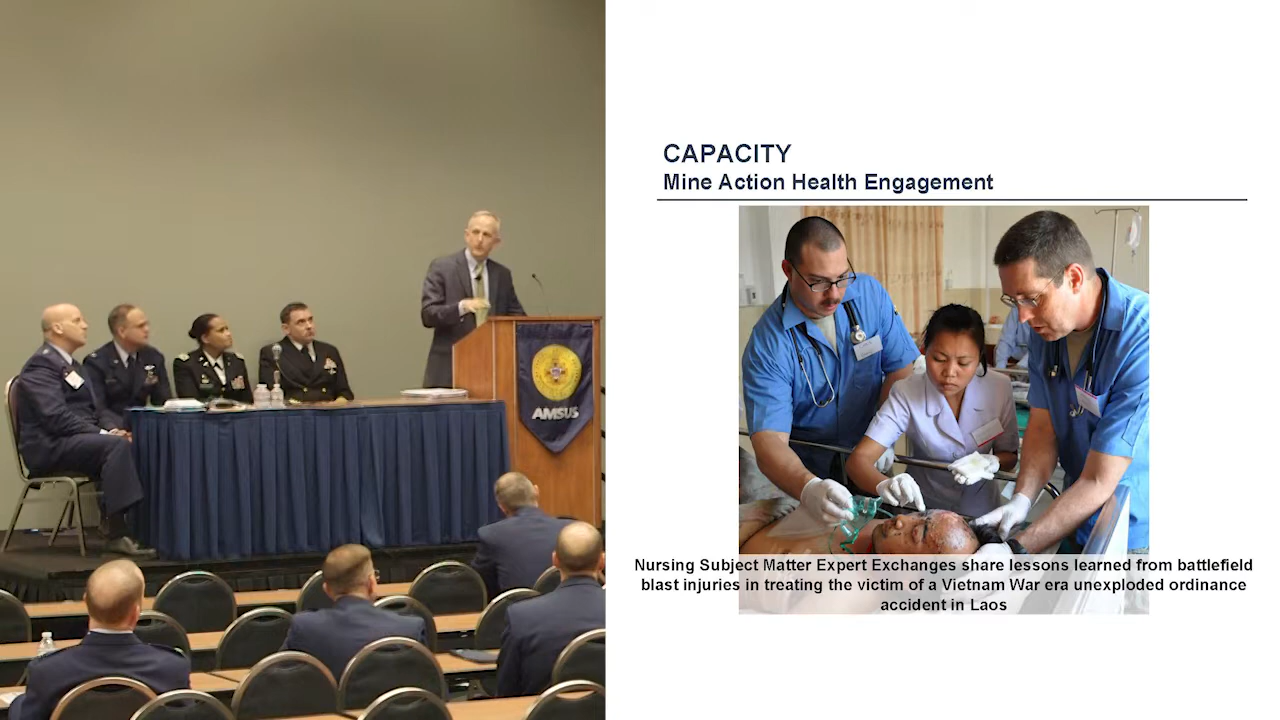 AMSUS
CAPACITY
Mine Action Health Engagement
Nursing Subject Matter Expert Exchanges share lessons learned from battlefield
blast injuries in treating the victim of a Vietnam War era unexploded ordinance
accident in Laos